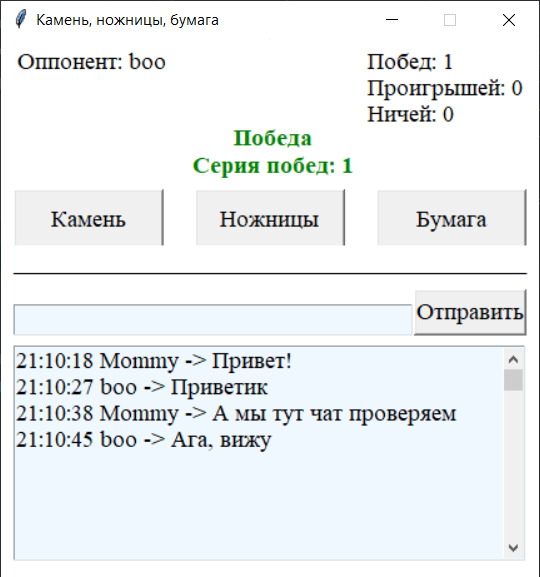 Камень, ножницы, бумага
Оппонент: boo
Побед: 1
Проигрышей: 0
Ничей: 0
Победа
Серия побед: 1
Камень
Ножницы
Бумага
Отправить
21:10:18 Mommy -> Привет!
21:10:27 boo -> Приветик
21:10:38 Mommy -> А мы тут чат проверяем
21:10:45 boo -> Ага, вижу